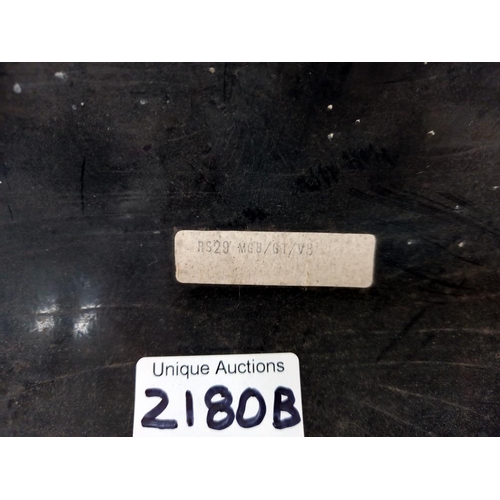 RS29 MGB/GT/V8
Unique Auctions
2180B